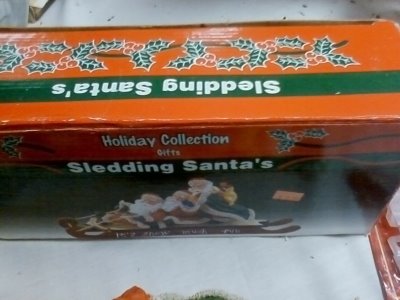 Sledding Santa's
Holiday Collection
Gifts
Sledding Santa's